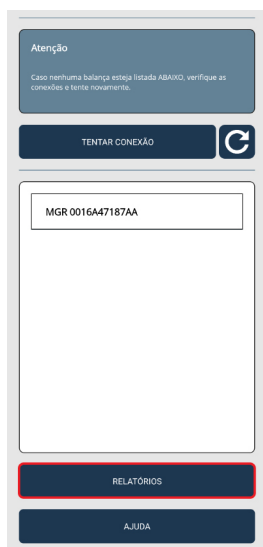 Atenção
Caso nenhuma balança esteja listada ABAIXO, verifique as
conexões e tente novamente.
TENTAR CONEXÃO
MGR 0016A47187AA
RELATÓRIOS
AJUDA